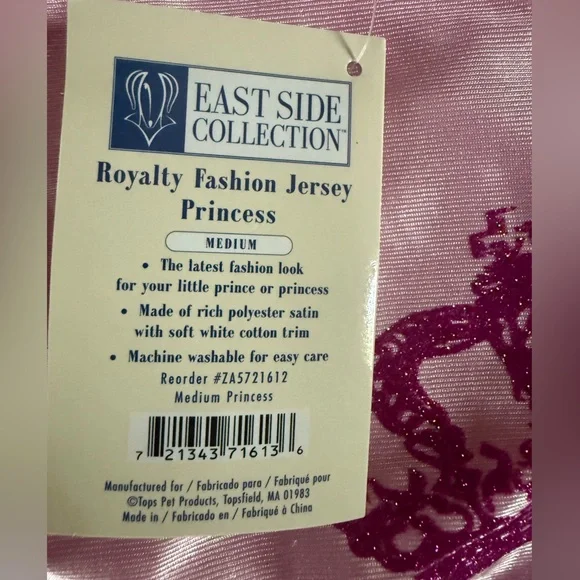 EAST SIDE
COLLECTION™
Royalty Fashion Jersey
Princess
MEDIUM
• The latest fashion look
for your little prince or princess
• Made of rich polyester satin
with soft white cotton trim
• Machine washable for easy care
Reorder #ZA5721612
Medium Princess
7 21343 71613 6
Manufactured for / Fabricado para / Fabriqué pour
©Tops Pet Products, Topsfield, MA 01983
Made in / Fabricado en / Fabriqué à China